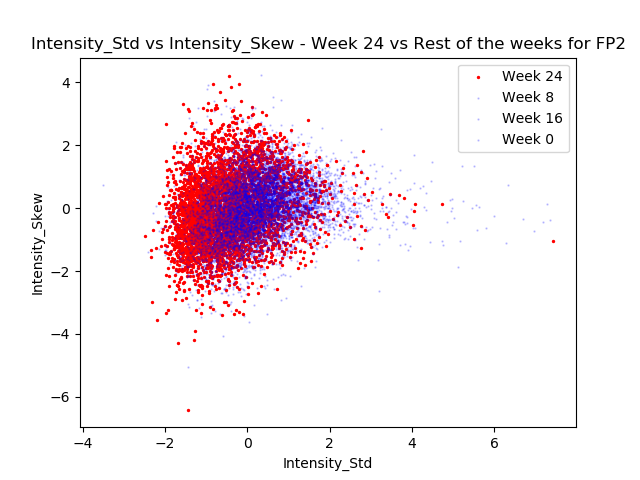 Intensity_Std vs Intensity_Skew - Week 24 vs Rest of the weeks for FP2
Week 24
Week 8
Week 16
Week 0
4
2
0
−2
−4
−6
Intensity_Skew
−4
−2
0
2
4
6
Intensity_Std